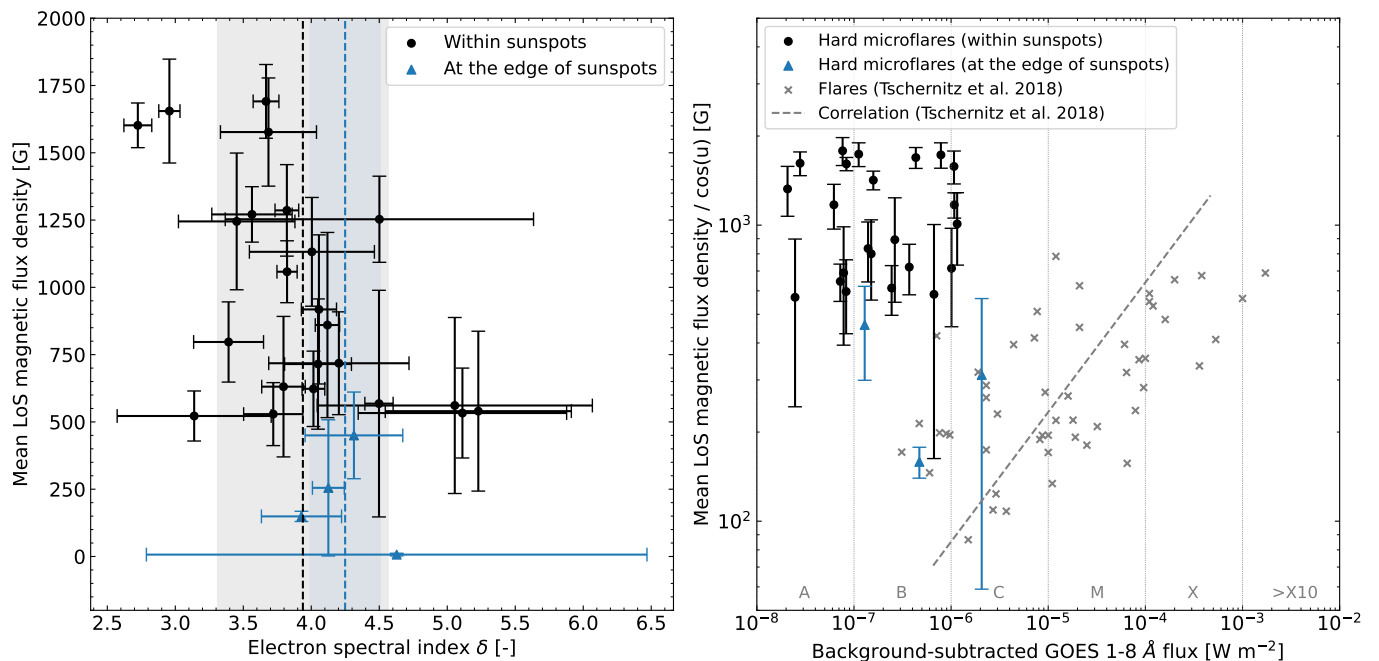 2000
1750
1500
1250
1000
750
500
250
0
Mean LoS magnetic flux density [G]
Within sunspots
At the edge of sunspots
2.5 3.0 3.5 4.0 4.5 5.0 5.5 6.0 6.5
Electron spectral index δ [-]
Mean LoS magnetic flux density / cos(u) [G]
10³
10²
Hard microflares (within sunspots)
Hard microflares (at the edge of sunspots)
Flares (Tschernitz et al. 2018)
Correlation (Tschernitz et al. 2018)
A B C M X >X10
10⁻⁸ 10⁻⁷ 10⁻⁶ 10⁻⁵ 10⁻⁴ 10⁻³ 10⁻²
Background-subtracted GOES 1-8 Å flux [W m⁻²]